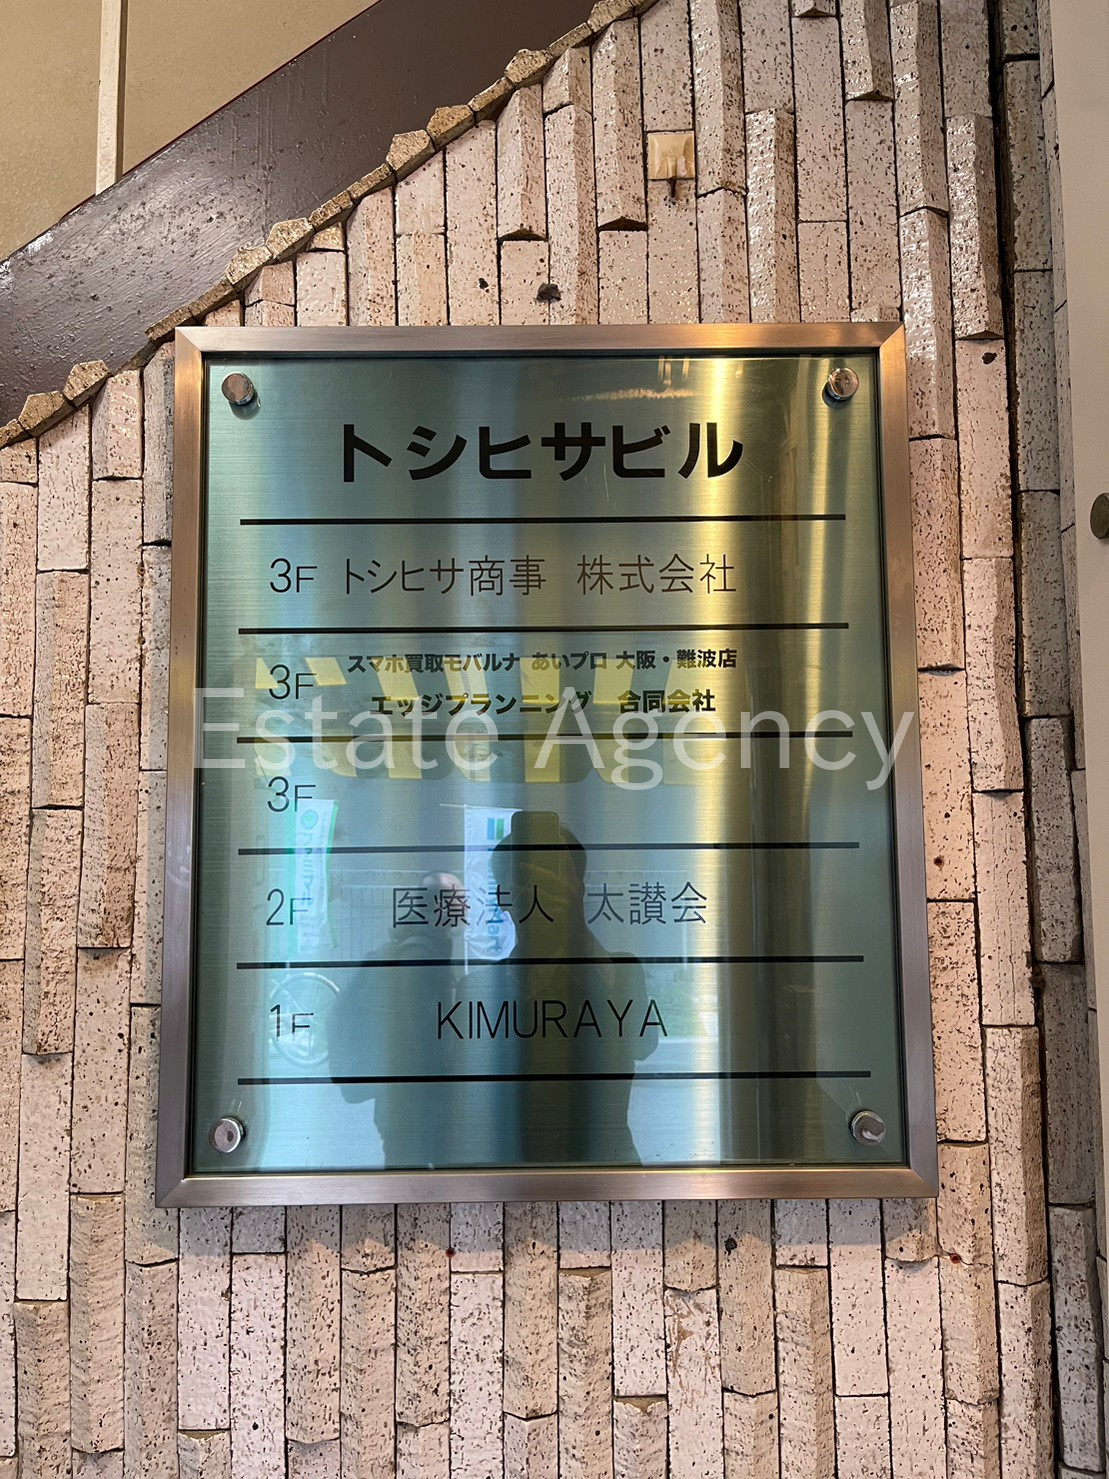 トシヒサビル
3F トシヒサ商事 株式会社
3F スマホ買取モバルナ あいプロ 大阪・難波店
エッジプランニング 合同会社
Estate Agency
3F
2F 医療法人 太讃会
1F KIMURAYA